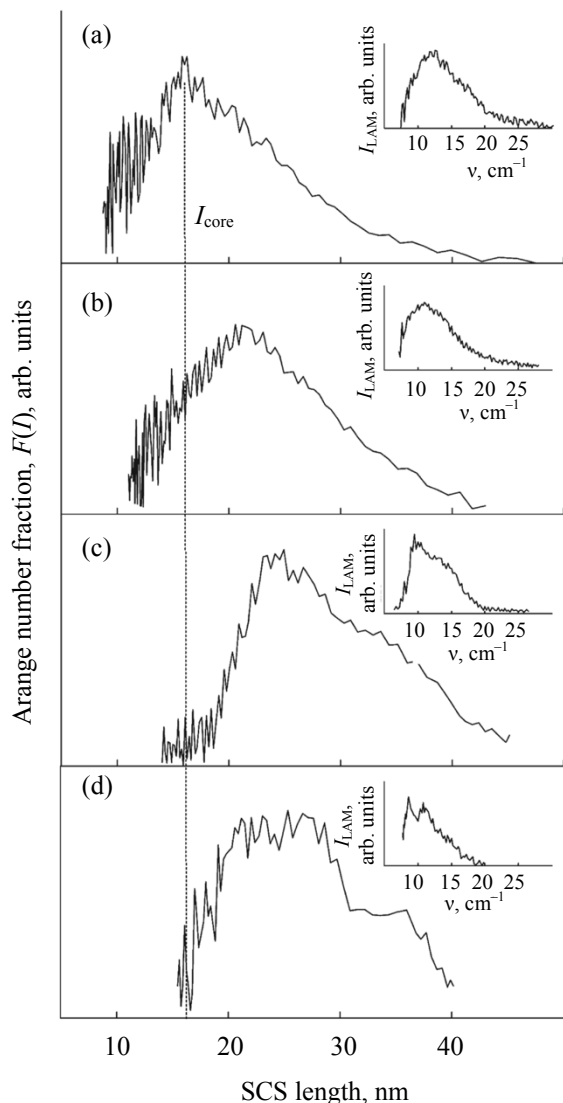 (a)
I_LAM, arb. units
10 15 20 25
ν, cm⁻¹
I_core
(b)
I_LAM, arb. units
10 15 20 25
ν, cm⁻¹
Arange number fraction, F(I), arb. units
(c)
I_LAM,
arb. units
10 15 20 25
ν, cm⁻¹
(d)
I_LAM,
arb. units
10 15 20 25
ν, cm⁻¹
10 20 30 40
SCS length, nm